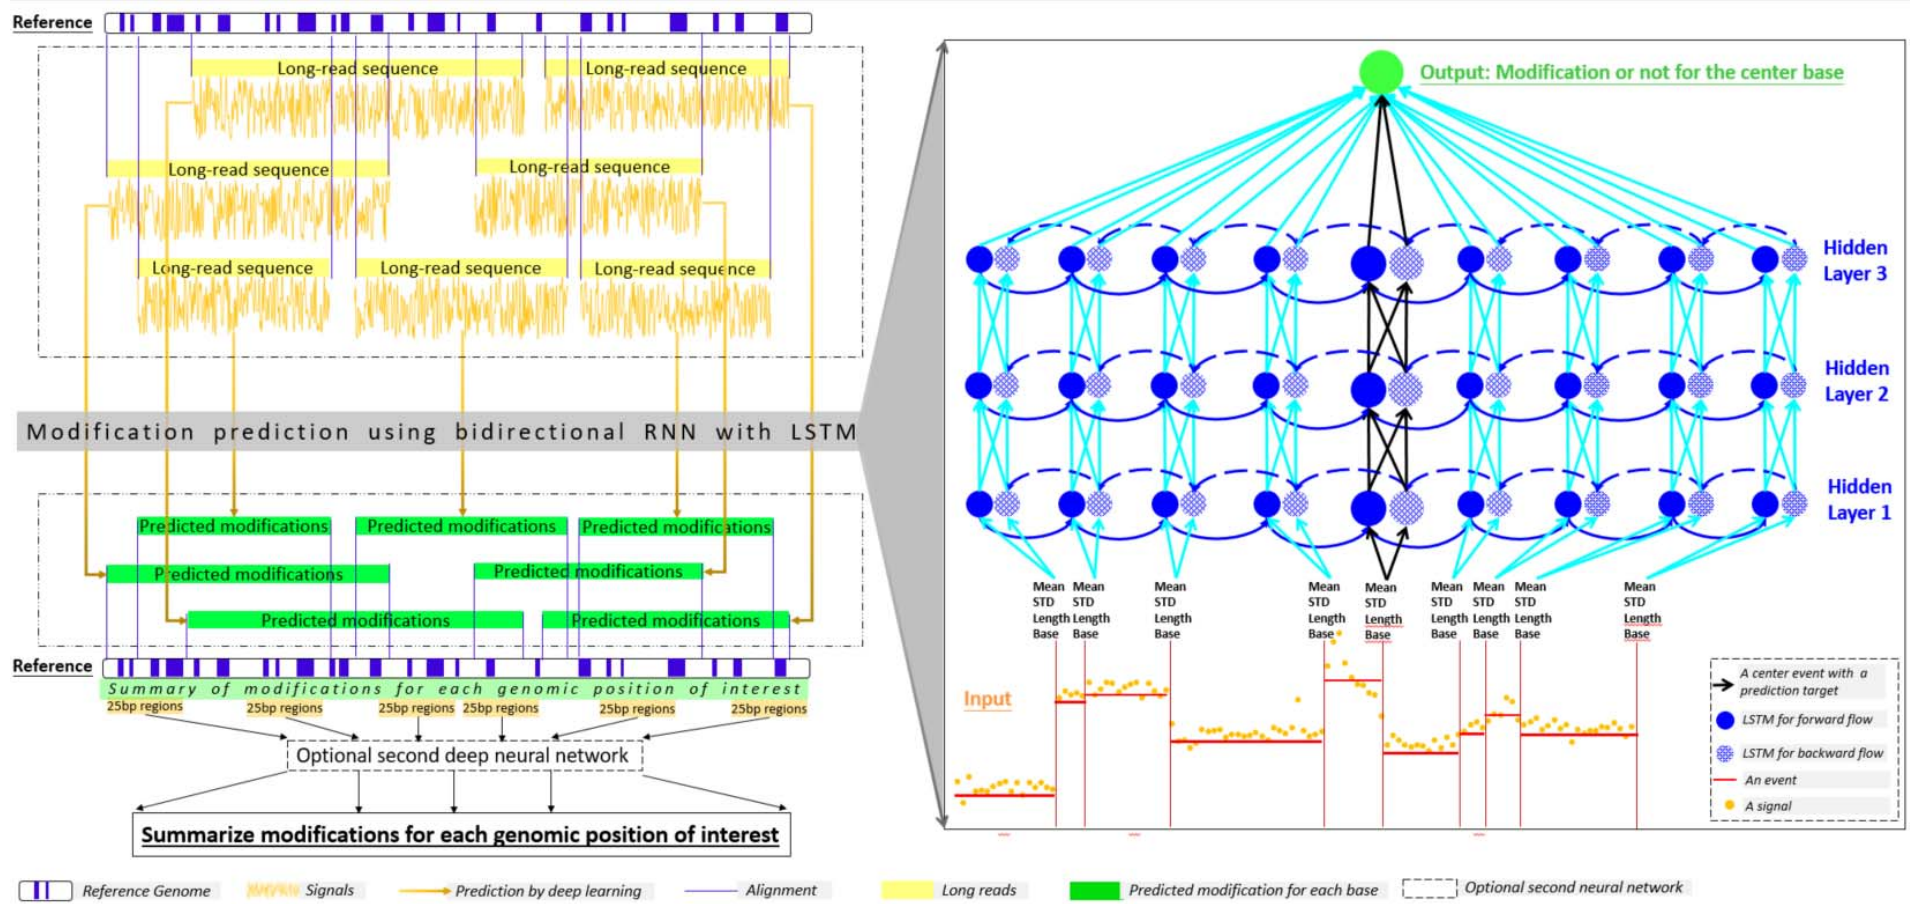 Reference
Long-read sequence
Long-read sequence
Long-read sequence
Long-read sequence
Long-read sequence
Long-read sequence
Long-read sequence
Modification prediction using bidirectional RNN with LSTM
Predicted modifications
Predicted modifications
Predicted modifications
Predicted modifications
Predicted modifications
Predicted modifications
Predicted modifications
Reference
Summary of modifications for each genomic position of interest
25bp regions
25bp regions
25bp regions
25bp regions
25bp regions
25bp regions
Optional second deep neural network
Summarize modifications for each genomic position of interest
Output: Modification or not for the center base
Hidden
Layer 3
Hidden
Layer 2
Hidden
Layer 1
Mean
STD
Length
Base
Mean
STD
Length
Base
Mean
STD
Length
Base
Mean
STD
Length
Base
Mean
STD
Length
Base
Mean
STD
Length
Base
Mean
STD
Length
Base
Mean
STD
Length
Base
Mean
STD
Length
Base
Input
A center event with a
prediction target
LSTM for forward flow
LSTM for backward flow
An event
A signal
Reference Genome
Signals
Prediction by deep learning
Alignment
Long reads
Predicted modification for each base
Optional second neural network